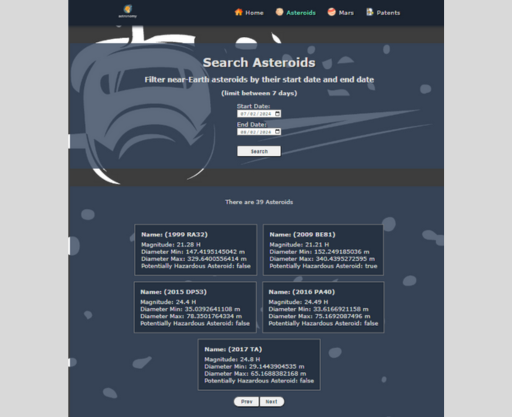 astronomy
Home
Asteroids
Mars
Patents
Search Asteroids
Filter near-Earth asteroids by their start date and end date
(limit between 7 days)
Start Date:
End Date:
Search
There are 39 Asteroids
Name: (1999 RA32)
Magnitude: 21.28 H
Diameter Min: 147.4195145042 m
Diameter Max: 329.6400556414 m
Potentially Hazardous Asteroid: false
Name: (2009 BE81)
Magnitude: 21.21 H
Diameter Min: 152.249185036 m
Diameter Max: 340.4395272595 m
Potentially Hazardous Asteroid: true
Name: (2015 DP53)
Magnitude: 24.4 H
Diameter Min: 35.0392641108 m
Diameter Max: 78.3501764334 m
Potentially Hazardous Asteroid: false
Name: (2016 PA40)
Magnitude: 24.49 H
Diameter Min: 33.6166921158 m
Diameter Max: 75.1692087496 m
Potentially Hazardous Asteroid: false
Name: (2017 TA)
Magnitude: 24.8 H
Diameter Min: 29.1443904535 m
Diameter Max: 65.1688382168 m
Potentially Hazardous Asteroid: false
Prev
Next